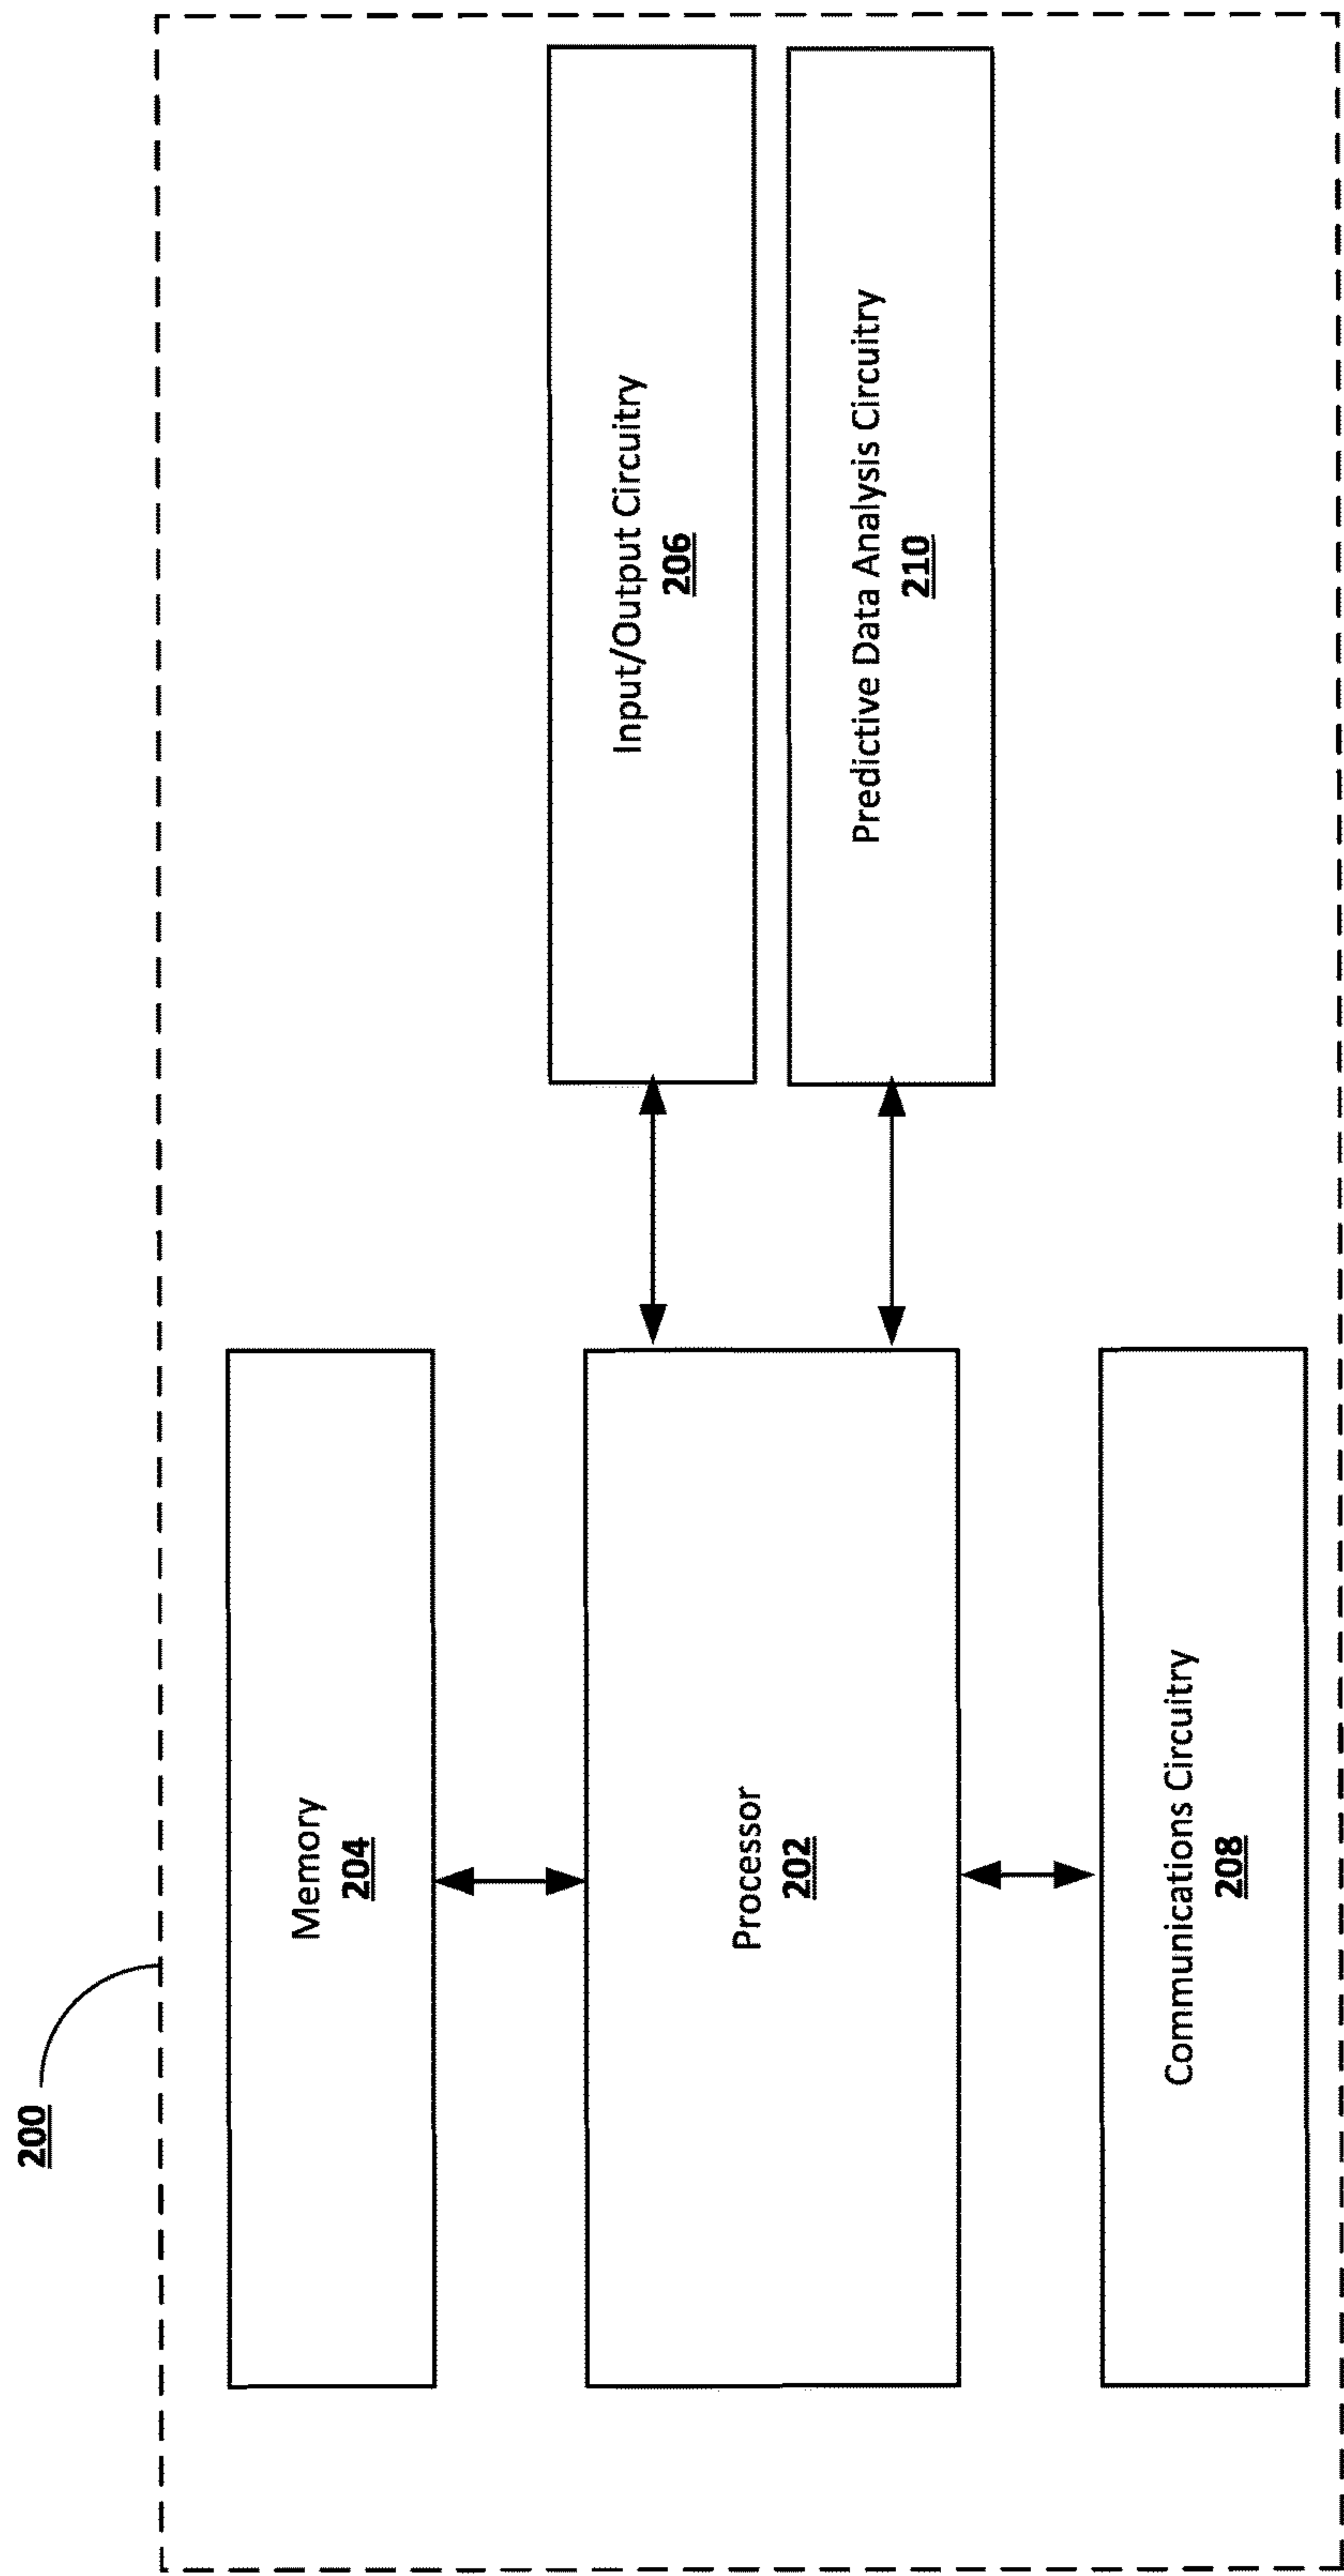 200
Memory
204
Processor
202
Communications Circuitry
208
Input/Output Circuitry
206
Predictive Data Analysis Circuitry
210